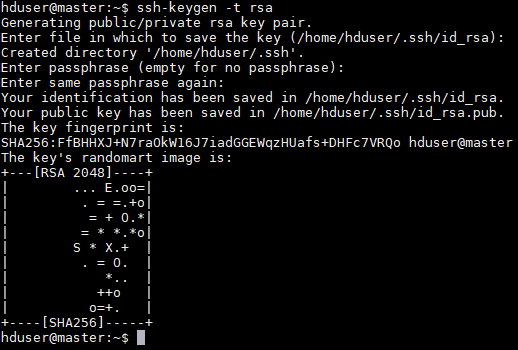 hduser@master:~$ ssh-keygen -t rsa
Generating public/private rsa key pair.
Enter file in which to save the key (/home/hduser/.ssh/id_rsa):
Created directory '/home/hduser/.ssh'.
Enter passphrase (empty for no passphrase):
Enter same passphrase again:
Your identification has been saved in /home/hduser/.ssh/id_rsa.
Your public key has been saved in /home/hduser/.ssh/id_rsa.pub.
The key fingerprint is:
SHA256:FfBHHXJ+N7raOkW16J7iadGGEWqzHUafs+DHFc7VRQo hduser@master
The key's randomart image is:
+---[RSA 2048]----+
|        ... E.oo=|
|         . = =.+o|
|          = + O.*|
|         = * *.*o|
|        S * X.+  |
|         . = O.  |
|            *..  |
|           ++o   |
|          o=+.   |
+----[SHA256]-----+
hduser@master:~$